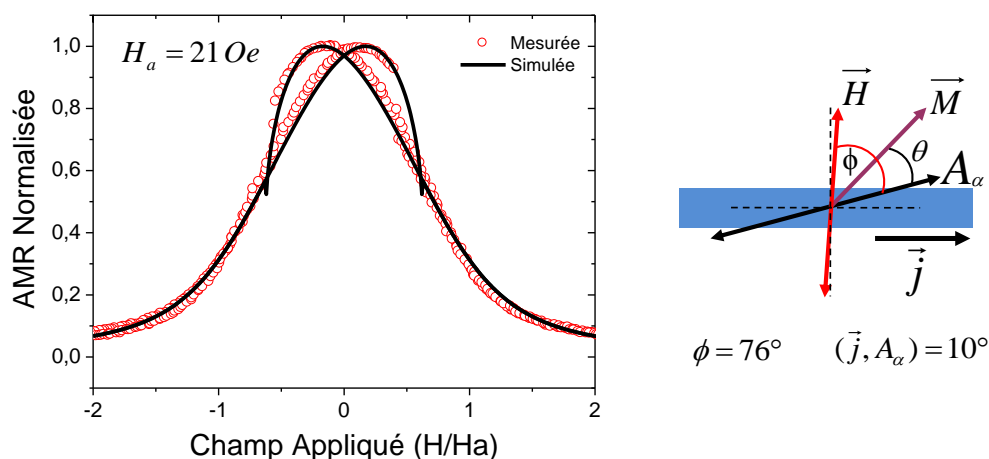 H_a = 21 Oe
Mesurée
Simulée
AMR Normalisée
1,0
0,8
0,6
0,4
0,2
0,0
-2
-1
0
1
2
Champ Appliqué (H/Ha)
H
M
ϕ
θ
A_α
j
ϕ = 76°
(j, A_α) = 10°